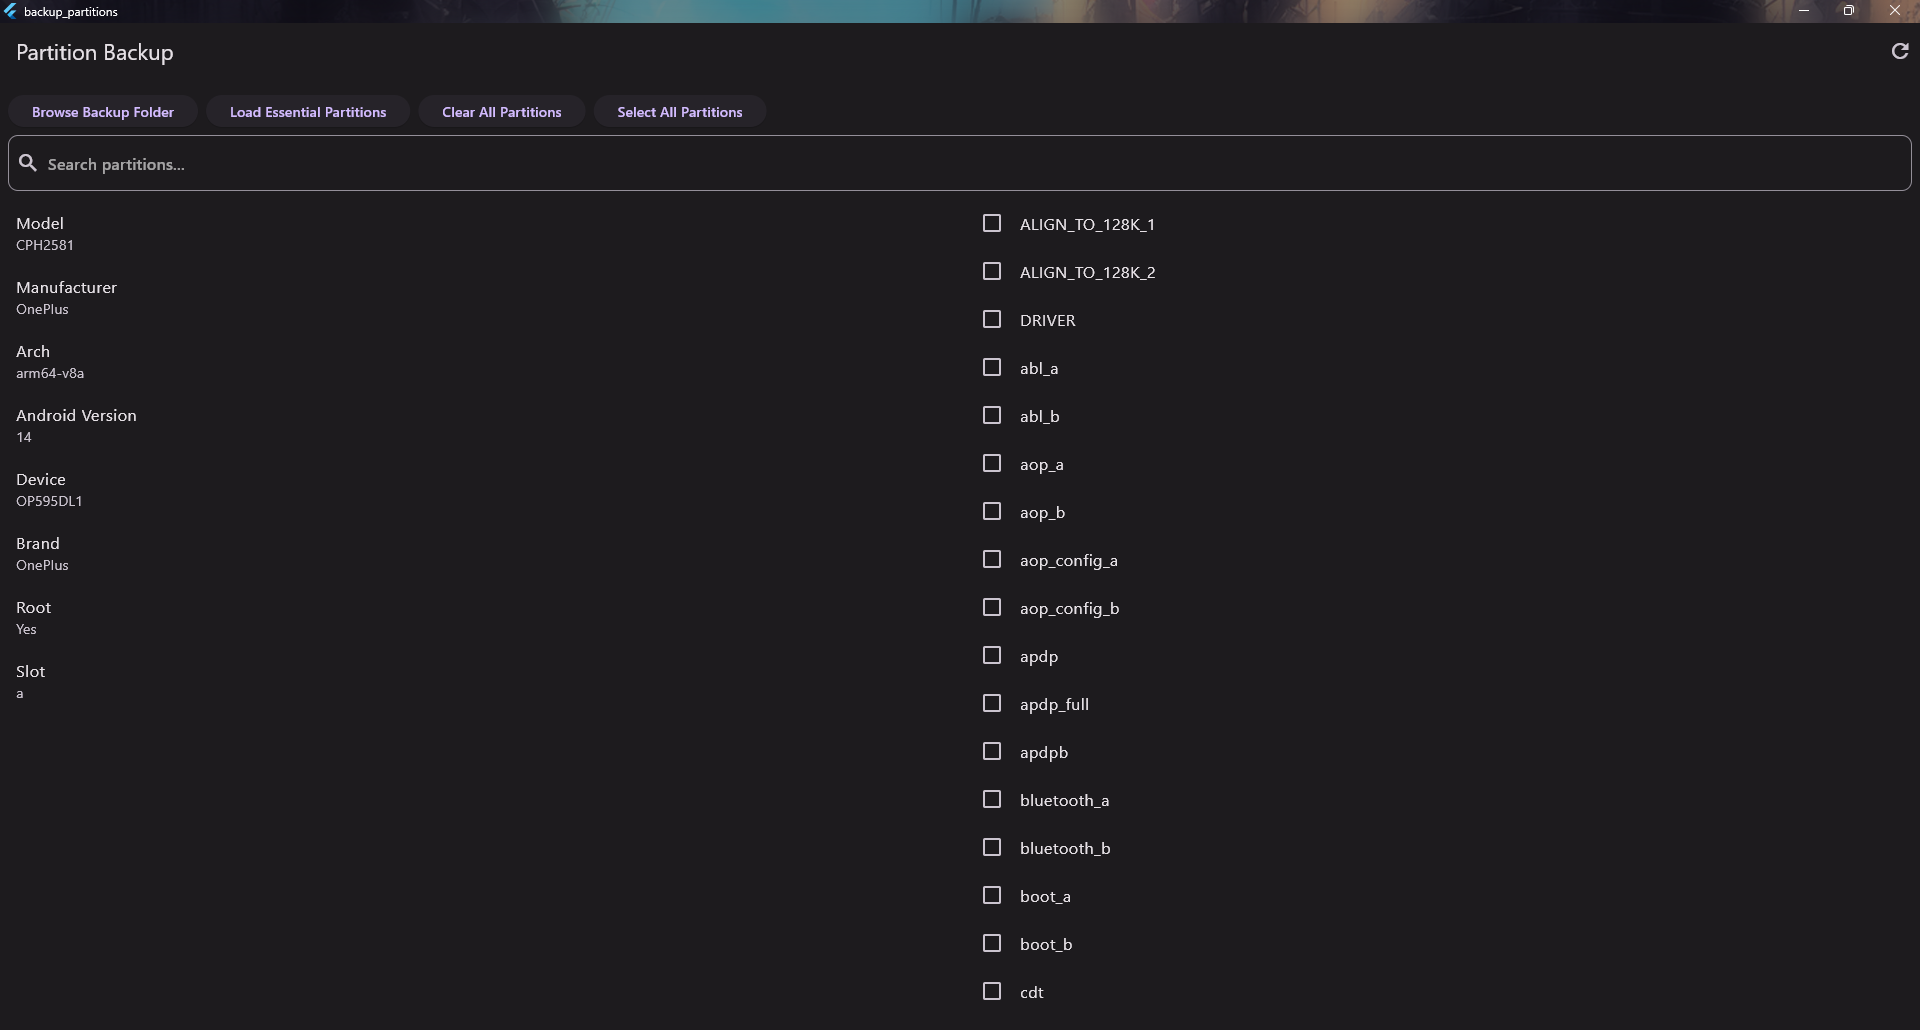 backup_partitions
Partition Backup
Browse Backup Folder
Load Essential Partitions
Clear All Partitions
Select All Partitions
Search partitions...
Model
CPH2581
Manufacturer
OnePlus
Arch
arm64-v8a
Android Version
14
Device
OP595DL1
Brand
OnePlus
Root
Yes
Slot
a
ALIGN_TO_128K_1
ALIGN_TO_128K_2
DRIVER
abl_a
abl_b
aop_a
aop_b
aop_config_a
aop_config_b
apdp
apdp_full
apdpb
bluetooth_a
bluetooth_b
boot_a
boot_b
cdt